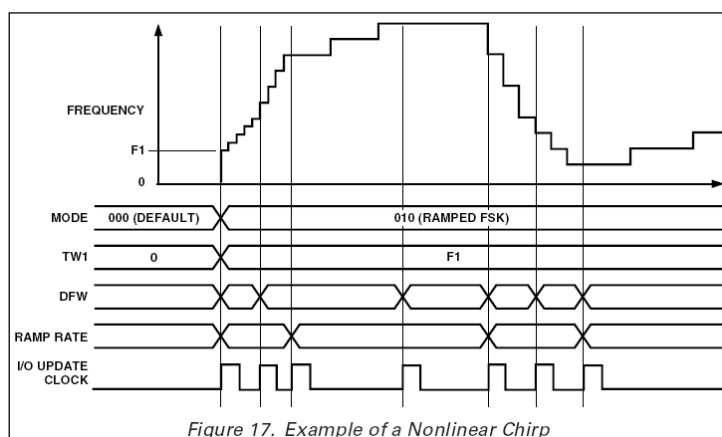 FREQUENCY
F1
0
MODE 000 (DEFAULT) 010 (RAMPED FSK)
TW1 0 F1
DFW
RAMP RATE
I/O UPDATE
CLOCK
Figure 17. Example of a Nonlinear Chirp